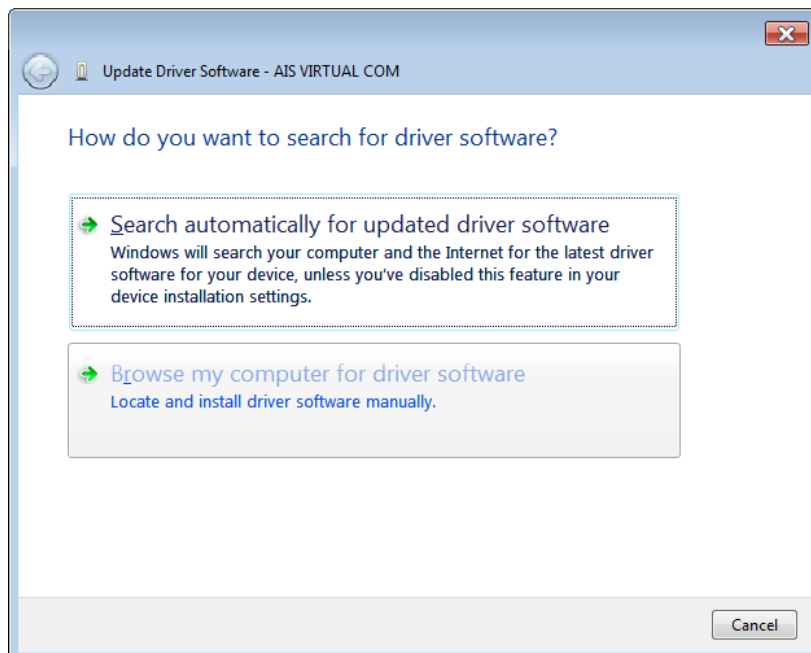 Update Driver Software - AIS VIRTUAL COM
How do you want to search for driver software?
Search automatically for updated driver software
Windows will search your computer and the Internet for the latest driver
software for your device, unless you've disabled this feature in your
device installation settings.
Browse my computer for driver software
Locate and install driver software manually.
Cancel